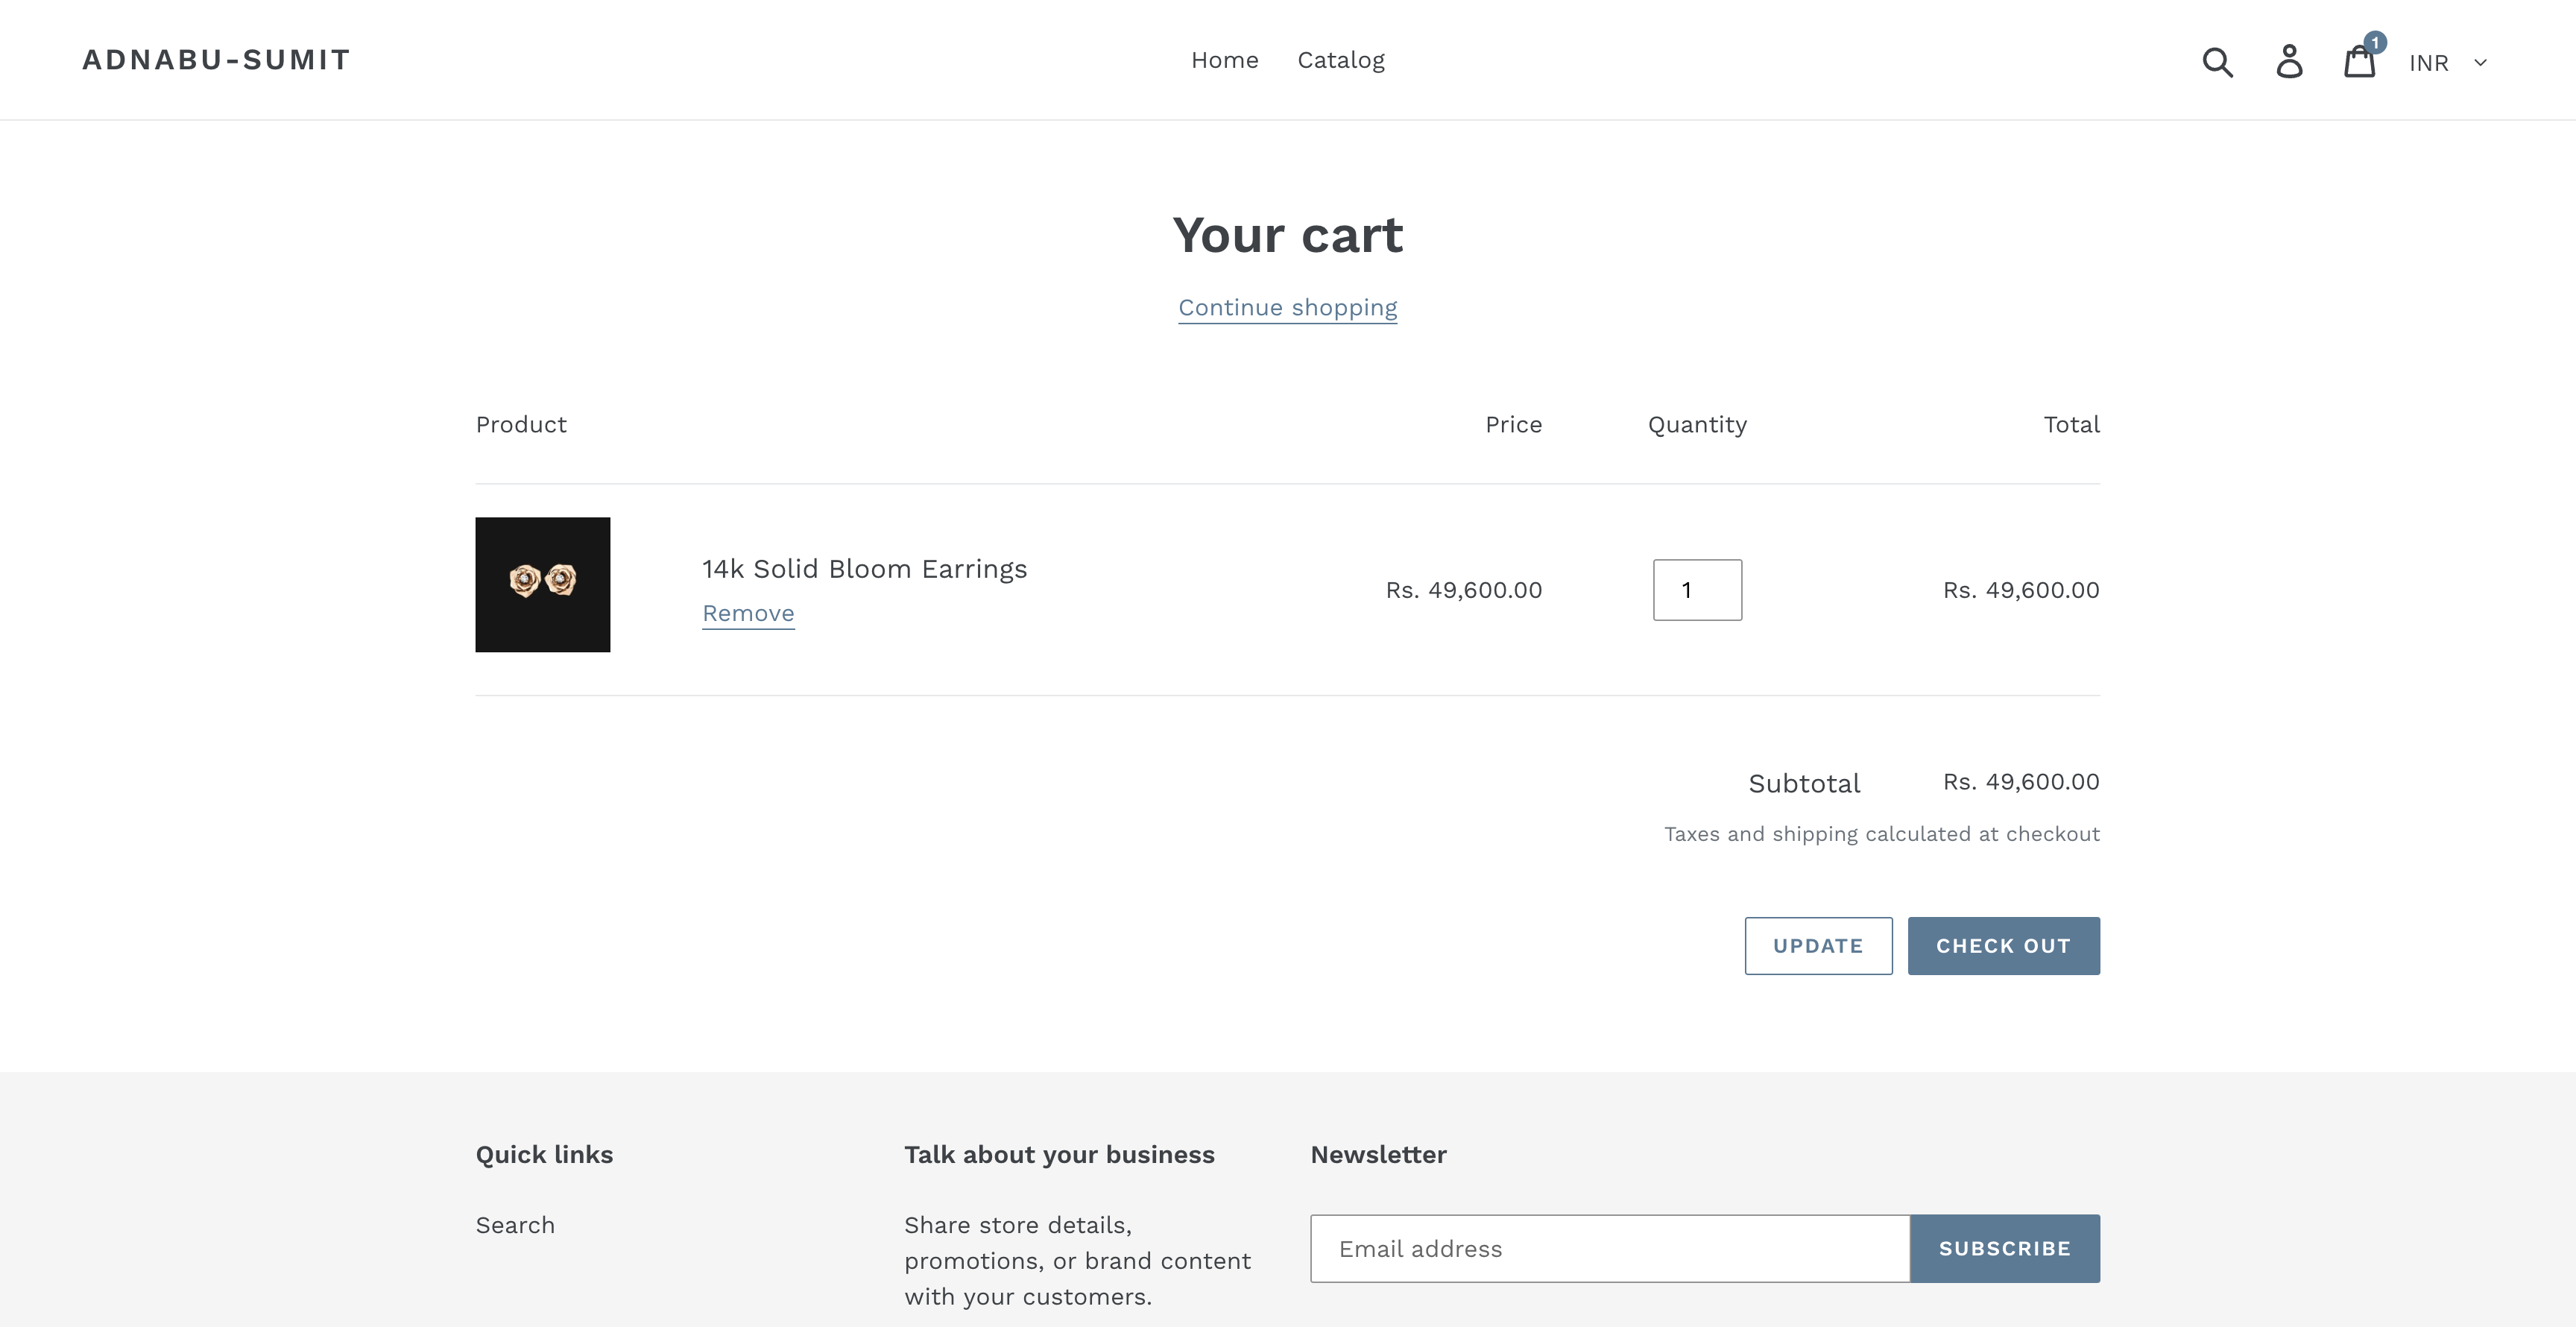 ADNABU-SUMIT
Home Catalog
1
INR
Your cart
Continue shopping
Product Price Quantity Total
14k Solid Bloom Earrings
Remove
Rs. 49,600.00 1 Rs. 49,600.00
Subtotal Rs. 49,600.00
Taxes and shipping calculated at checkout
UPDATE CHECK OUT
Quick links
Search
Talk about your business
Share store details,
promotions, or brand content
with your customers.
Newsletter
Email address SUBSCRIBE